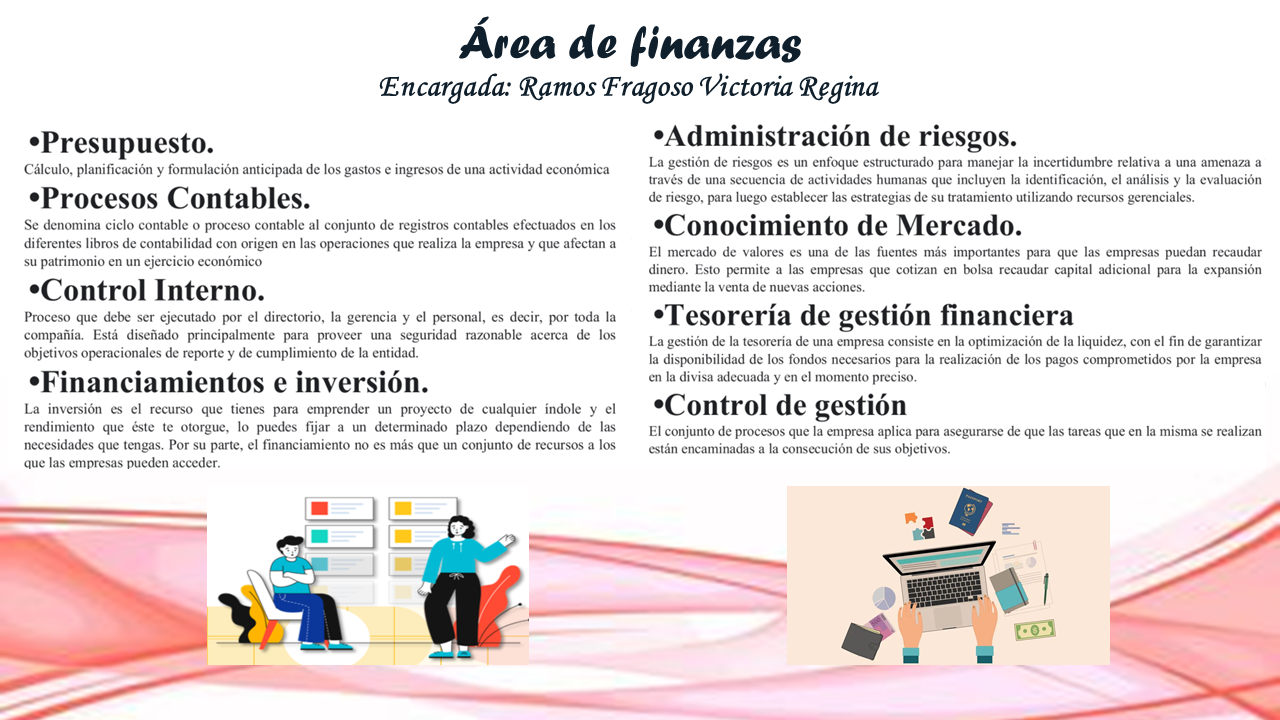 Área de finanzas
Encargada: Ramos Fragoso Victoria Regina
•Presupuesto.
Cálculo, planificación y formulación anticipada de los gastos e ingresos de una actividad económica
•Procesos Contables.
Se denomina ciclo contable o proceso contable al conjunto de registros contables efectuados en los
diferentes libros de contabilidad con origen en las operaciones que realiza la empresa y que afectan a
su patrimonio en un ejercicio económico
•Control Interno.
Proceso que debe ser ejecutado por el directorio, la gerencia y el personal, es decir, por toda la
compañía. Está diseñado principalmente para proveer una seguridad razonable acerca de los
objetivos operacionales de reporte y de cumplimiento de la entidad.
•Financiamientos e inversión.
La inversión es el recurso que tienes para emprender un proyecto de cualquier índole y el
rendimiento que éste te otorgue, lo puedes fijar a un determinado plazo dependiendo de las
necesidades que tengas. Por su parte, el financiamiento no es más que un conjunto de recursos a los
que las empresas pueden acceder.
•Administración de riesgos.
La gestión de riesgos es un enfoque estructurado para manejar la incertidumbre relativa a una amenaza a
través de una secuencia de actividades humanas que incluyen la identificación, el análisis y la evaluación
de riesgo, para luego establecer las estrategias de su tratamiento utilizando recursos gerenciales.
•Conocimiento de Mercado.
El mercado de valores es una de las fuentes más importantes para que las empresas puedan recaudar
dinero. Esto permite a las empresas que cotizan en bolsa recaudar capital adicional para la expansión
mediante la venta de nuevas acciones.
•Tesorería de gestión financiera
La gestión de la tesorería de una empresa consiste en la optimización de la liquidez, con el fin de garantizar
la disponibilidad de los fondos necesarios para la realización de los pagos comprometidos por la empresa
en la divisa adecuada y en el momento preciso.
•Control de gestión
El conjunto de procesos que la empresa aplica para asegurarse de que las tareas que en la misma se realizan
están encaminadas a la consecución de sus objetivos.